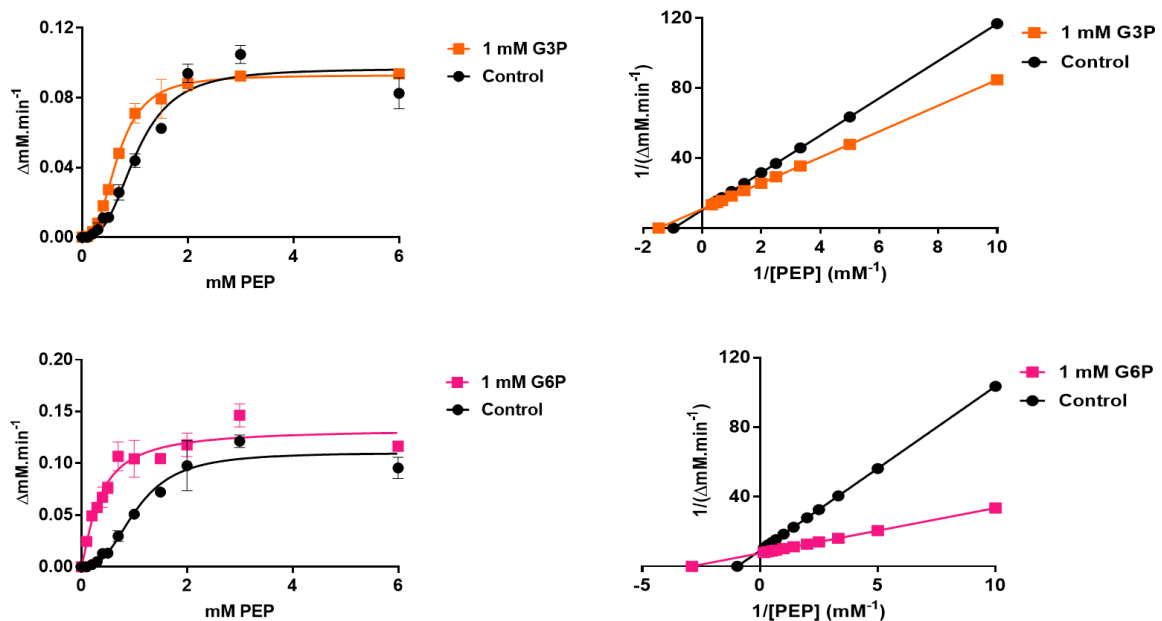 0.12
0.08
0.04
0.00
ΔmM.min-1
0 2 4 6
mM PEP
1 mM G3P
Control
120
80
40
1/(ΔmM.min-1)
-2 0 2 4 6 8 10
1/[PEP] (mM-1)
1 mM G3P
Control
0.20
0.15
0.10
0.05
0.00
ΔmM.min-1
0 2 4 6
mM PEP
1 mM G6P
Control
120
80
40
1/(ΔmM.min-1)
-5 0 5 10
1/[PEP] (mM-1)
1 mM G6P
Control